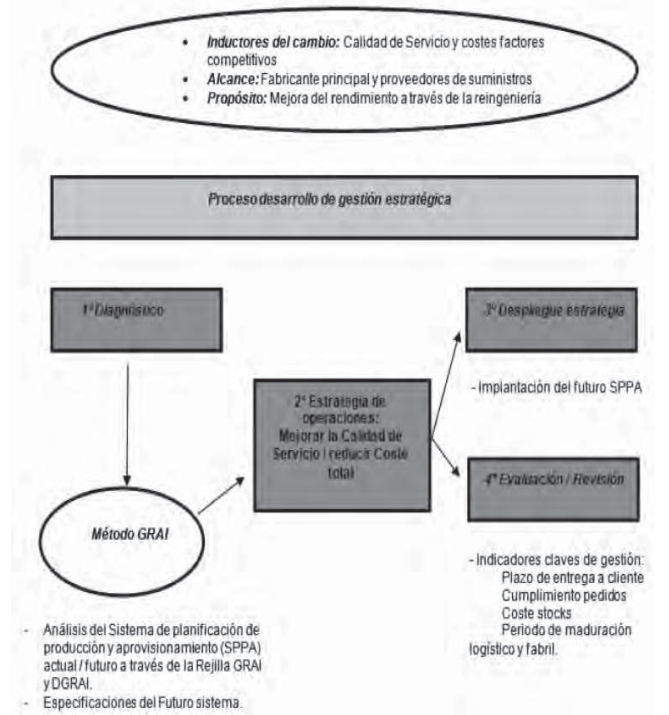 • Inductores del cambio: Calidad de Servicio y costes factores
competitivos
• Alcance: Fabricante principal y proveedores de suministros
• Propósito: Mejora del rendimiento a través de la reingeniería
Proceso desarrollo de gestión estratégica
1º Diagnóstico
Método GRAI
- Análisis del Sistema de planificación de
producción y aprovisionamiento (SPPA)
actual / futuro a través de la Rejilla GRAI
y DGRAI.
- Especificaciones del Futuro sistema.
2º Estrategia de
operaciones:
Mejorar la Calidad de
Servicio / reducir Coste
total
3º Despliegue estrategia
- Implantación del futuro SPPA
4º Evaluación / Revisión
- Indicadores claves de gestión:
Plazo de entrega a cliente
Cumplimiento pedidos
Coste stocks
Periodo de maduración
logístico y fabril.